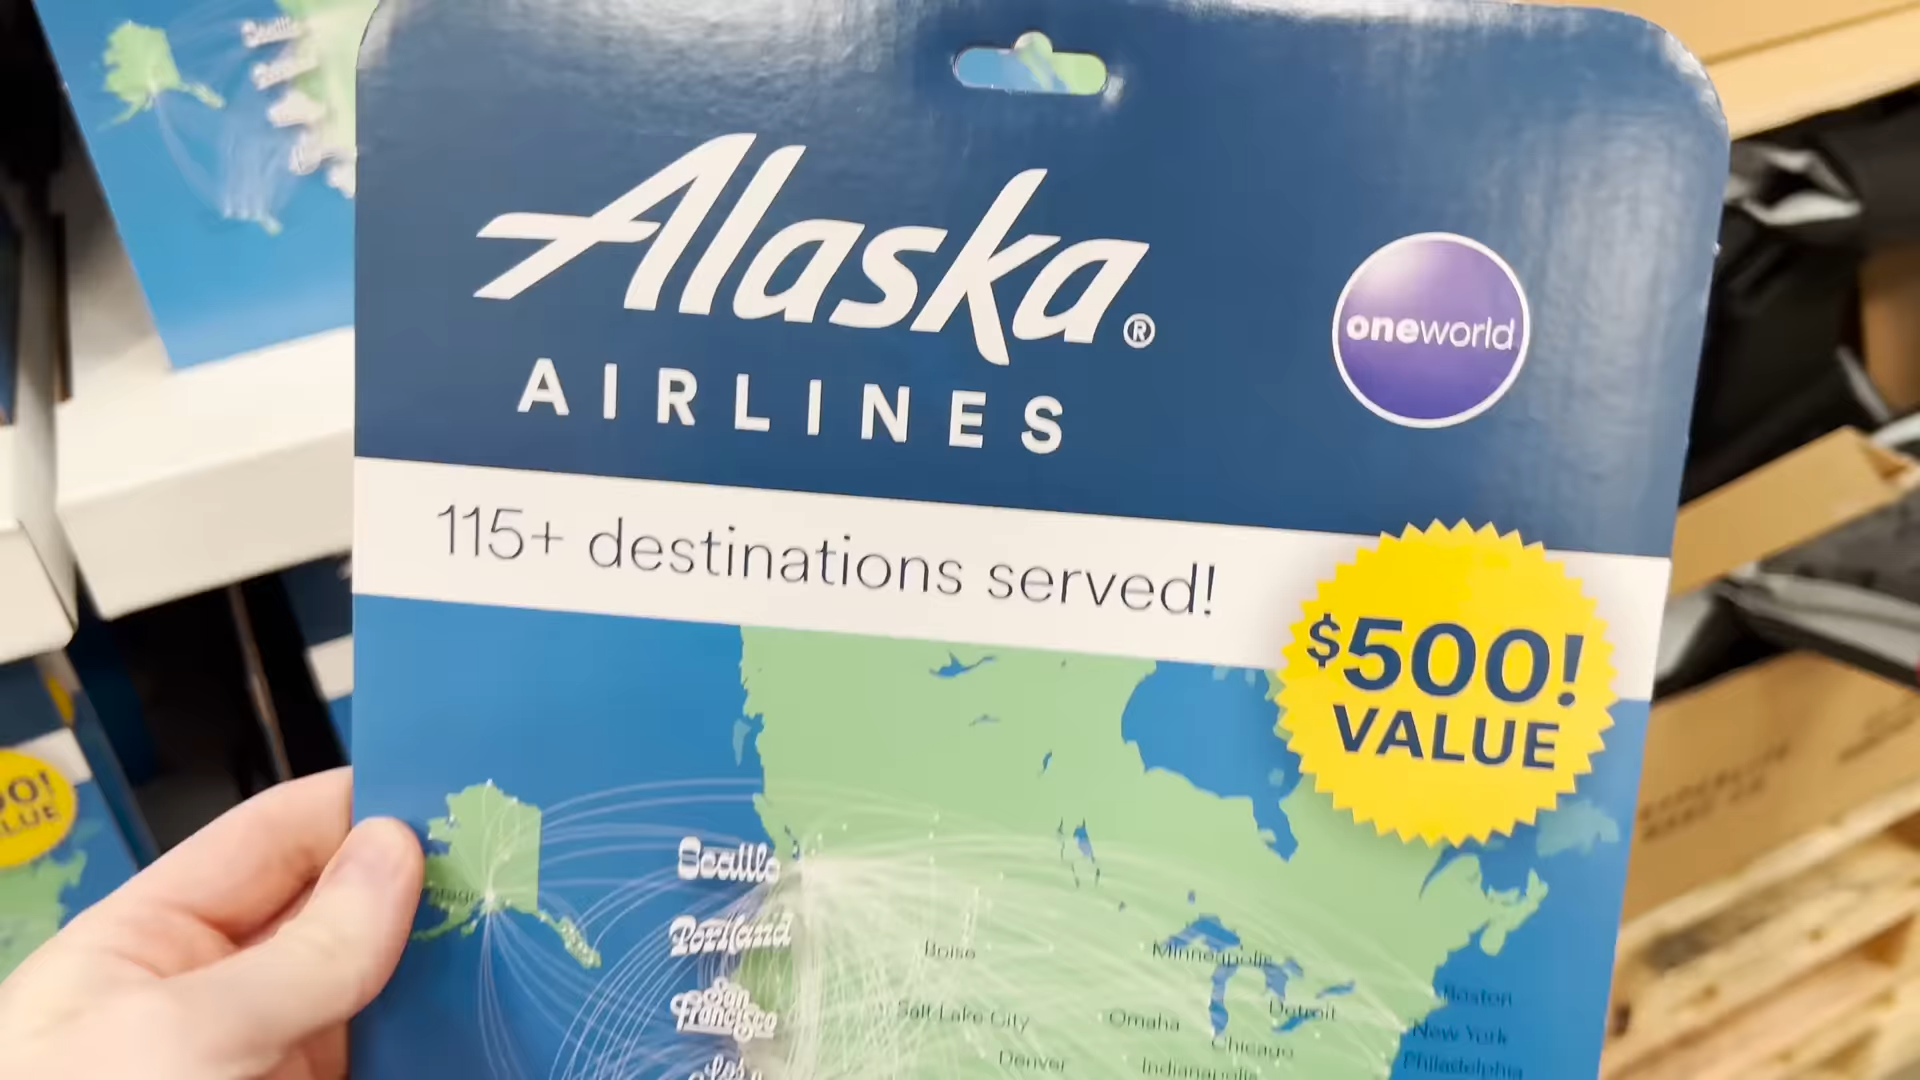 Alaska®
AIRLINES
oneworld
115+ destinations served!
$500!
VALUE
Seattle
Portland
San
Francisco
Los
Boise
Minneapolis
Boston
Salt Lake City
Omaha
Detroit
New York
Chicago
Denver
Indianapolis
Philadelphia